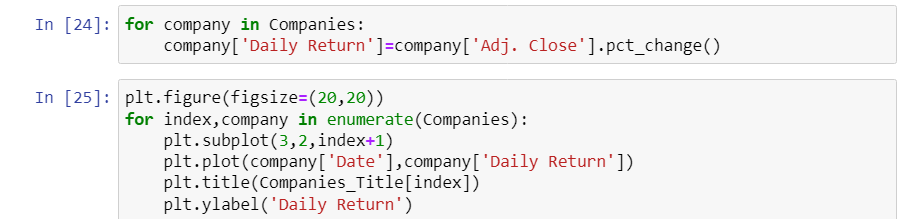 In [24]: for company in Companies:
    company['Daily Return']=company['Adj. Close'].pct_change()
In [25]: plt.figure(figsize=(20,20))
for index,company in enumerate(Companies):
    plt.subplot(3,2,index+1)
    plt.plot(company['Date'],company['Daily Return'])
    plt.title(Companies_Title[index])
    plt.ylabel('Daily Return')